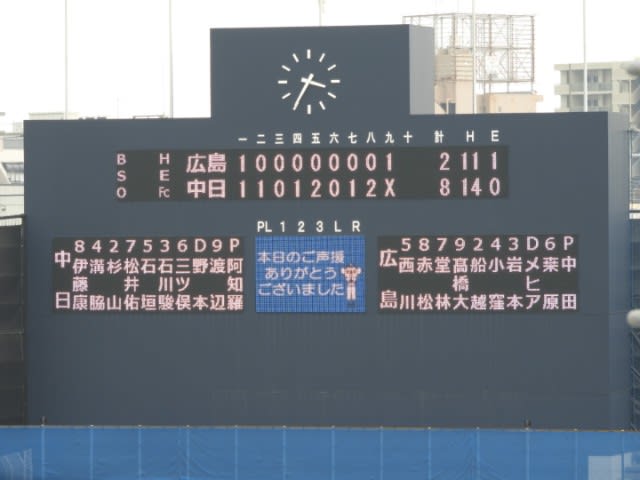 一二三四五六七八九十 計 H E
B H 広島 100000001 2 11 1
S E
O Fc 中日 11012012X 8 14 0
PL 1 2 3 L R
8427536D9P
中 伊溝杉松石石三野渡阿
藤 井 川ツ 知
日 康脇山佑垣駿俣本辺羅
本日のご声援
ありがとう
ございました
5879243D6P
広 西赤堂髙船小岩メ桒中
橋 ヒ
島 川松林大越窪本ア原田